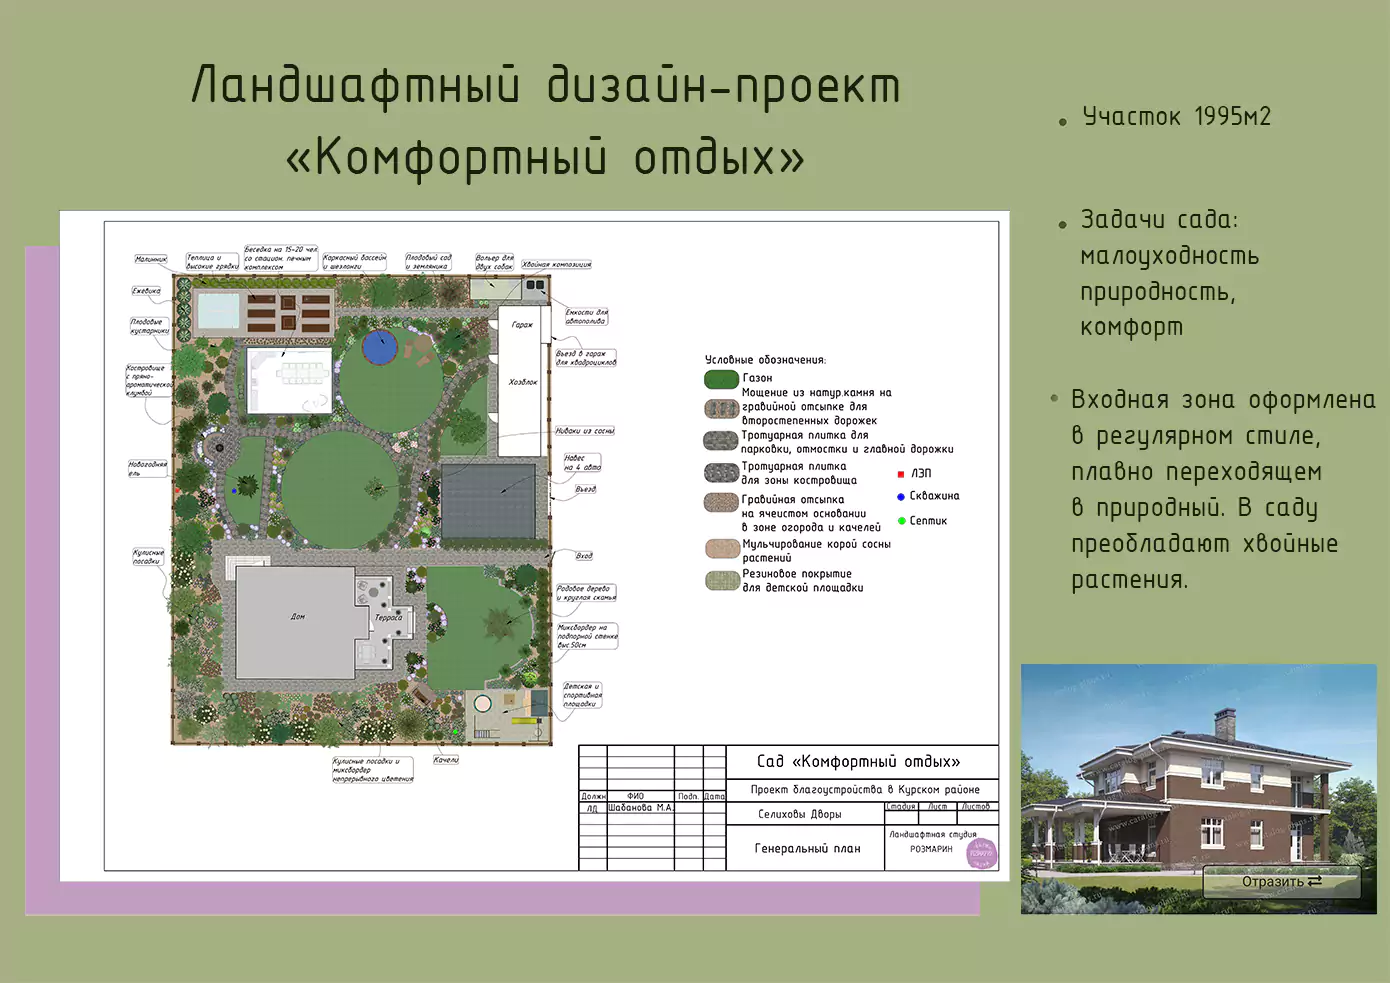 Ландшафтный дизайн-проект
«Комфортный отдых»
Участок 1995м2
Задачи сада:
малоуходность
природность,
комфорт
Входная зона оформлена
в регулярном стиле,
плавно переходящем
в природный. В саду
преобладают хвойные
растения.
Малинник
Теплица и
высокие грядки
Беседка на 15-20 чел.
со стацион. печным
комплексом
Каркасный бассейн
и шезлонги
Плодовый сад
и земляника
Вольер для
двух собак
Хвойная композиция
Ежевика
Плодовые
кустарники
Костровище
с пряно-
ароматической
клумбой
Новогодняя
ель
Кулисные
посадки
Емкости для
автополива
Въезд в гараж
для квадроциклов
Ниваки из сосны
Навес
на 4 авто
Въезд
Вход
Родовое дерево
и круглая скамья
Миксбордер на
подпорной стенке
выс.50см
Детская и
спортивная
площадки
Кулисные посадки и
миксбордер
непрерывного цветения
Качели
Гараж
Хозблок
Дом
Терраса
Условные обозначения:
Газон
Мощение из натур.камня на
гравийной отсыпке для
второстепенных дорожек
Тротуарная плитка для
парковки, отмостки и главной дорожки
Тротуарная плитка
для зоны костровища
Гравийная отсыпка
на ячеистом основании
в зоне огорода и качелей
Мульчирование корой сосны
растений
Резиновое покрытие
для детской площадки
ЛЭП
Скважина
Септик
Сад «Комфортный отдых»
Проект благоустройства в Курском районе
Селиховы Дворы
Стадия Лист Листов
Генеральный план
Ландшафтная студия
РОЗМАРИН
Должн ФИО Подп. Дата
ЛД Шабанова М.А.
Отразить